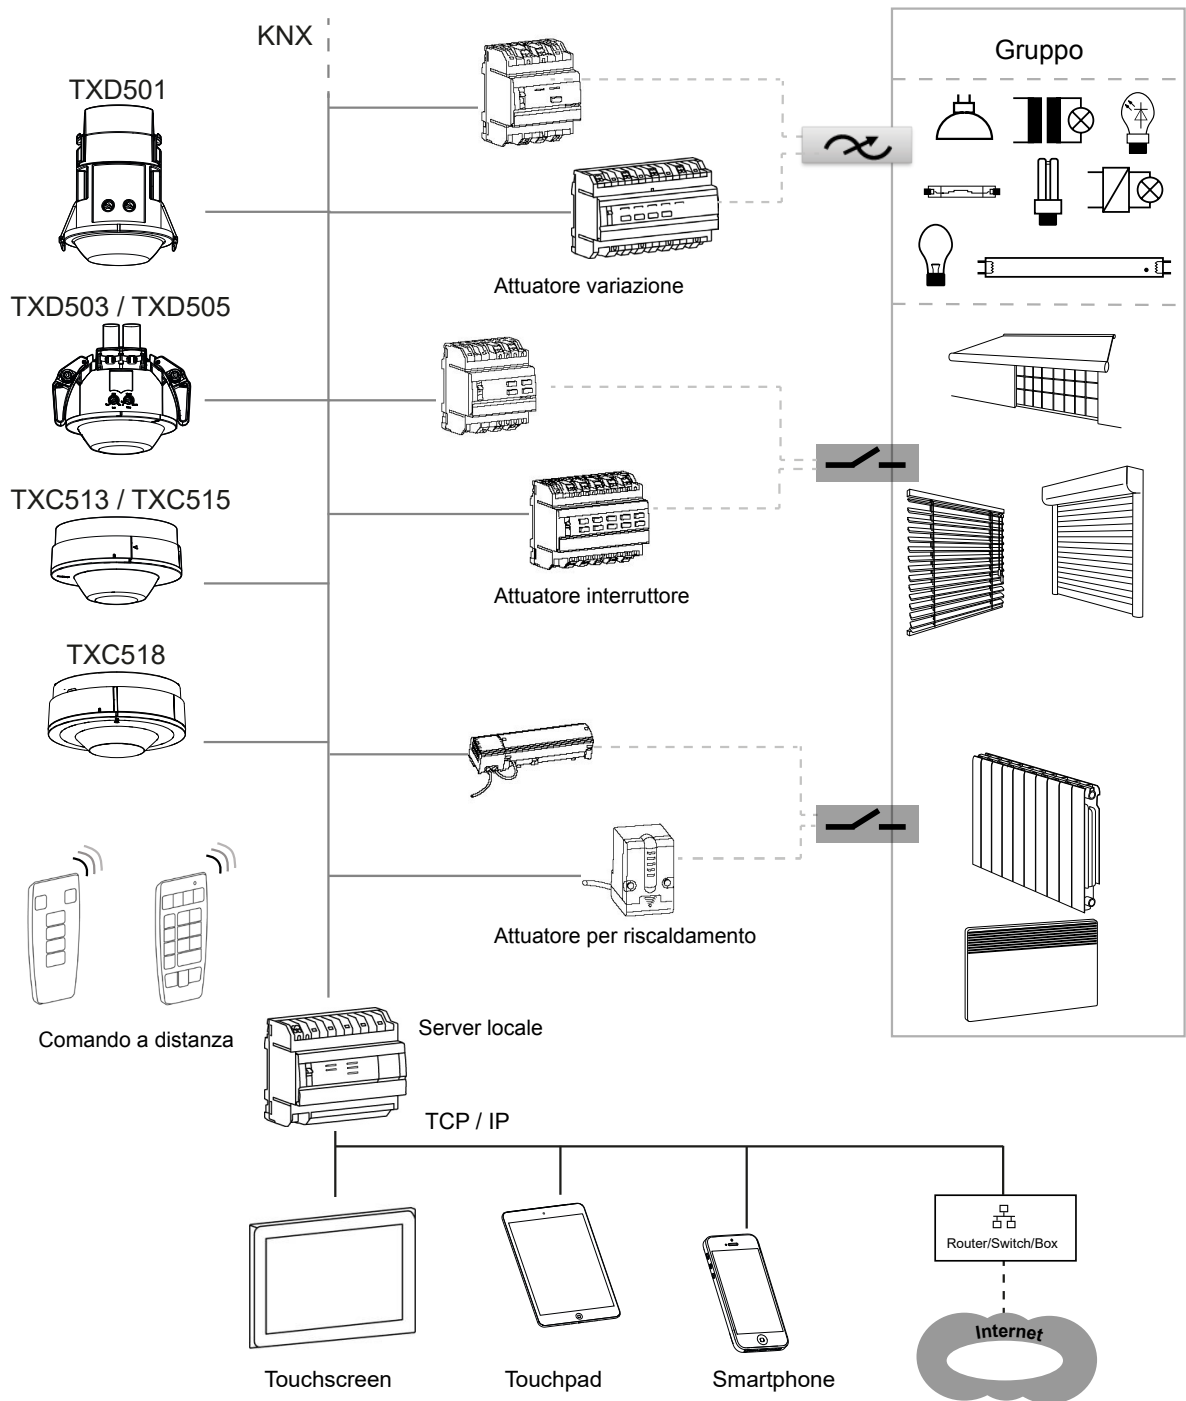 KNX
Gruppo
TXD501
Attuatore variazione
TXD503 / TXD505
TXC513 / TXC515
Attuatore interruttore
TXC518
Attuatore per riscaldamento
Comando a distanza
Server locale
TCP / IP
Router/Switch/Box
Internet
Touchscreen
Touchpad
Smartphone